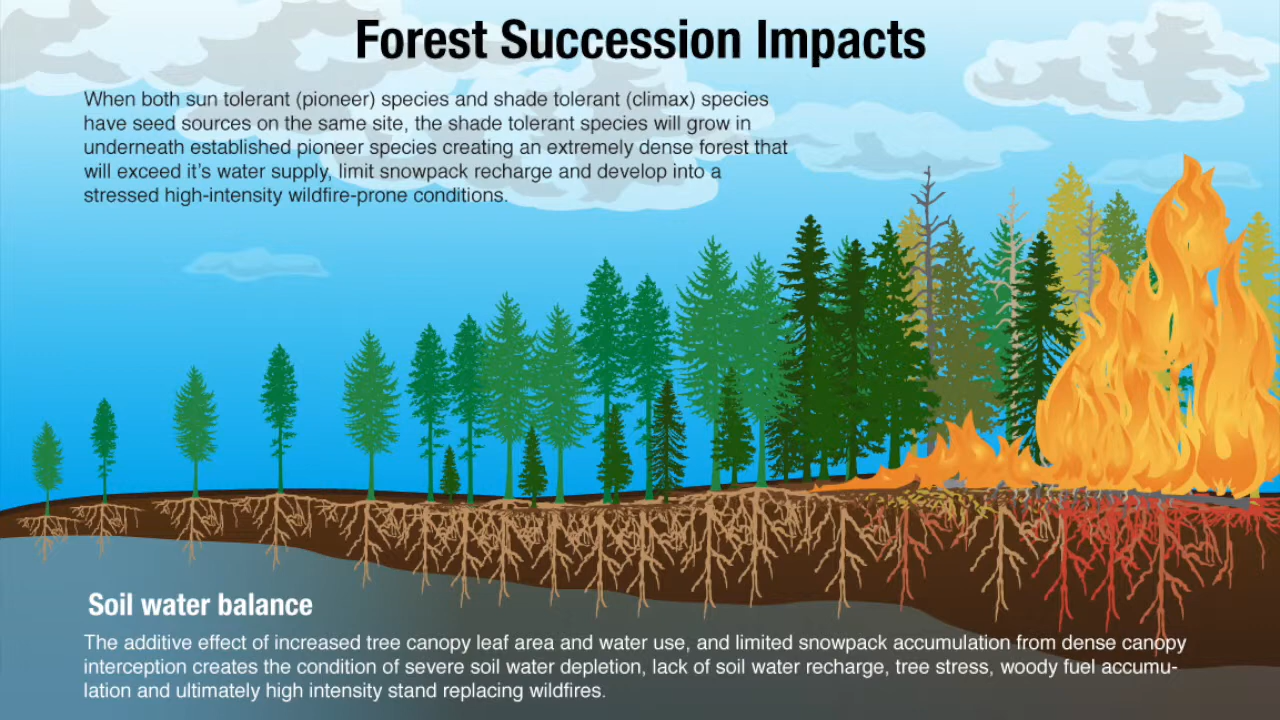 Forest Succession Impacts
When both sun tolerant (pioneer) species and shade tolerant (climax) species
have seed sources on the same site, the shade tolerant species will grow in
underneath established pioneer species creating an extremely dense forest that
will exceed it's water supply, limit snowpack recharge and develop into a
stressed high-intensity wildfire-prone conditions.
Soil water balance
The additive effect of increased tree canopy leaf area and water use, and limited snowpack accumulation from dense canopy
interception creates the condition of severe soil water depletion, lack of soil water recharge, tree stress, woody fuel accumu-
lation and ultimately high intensity stand replacing wildfires.